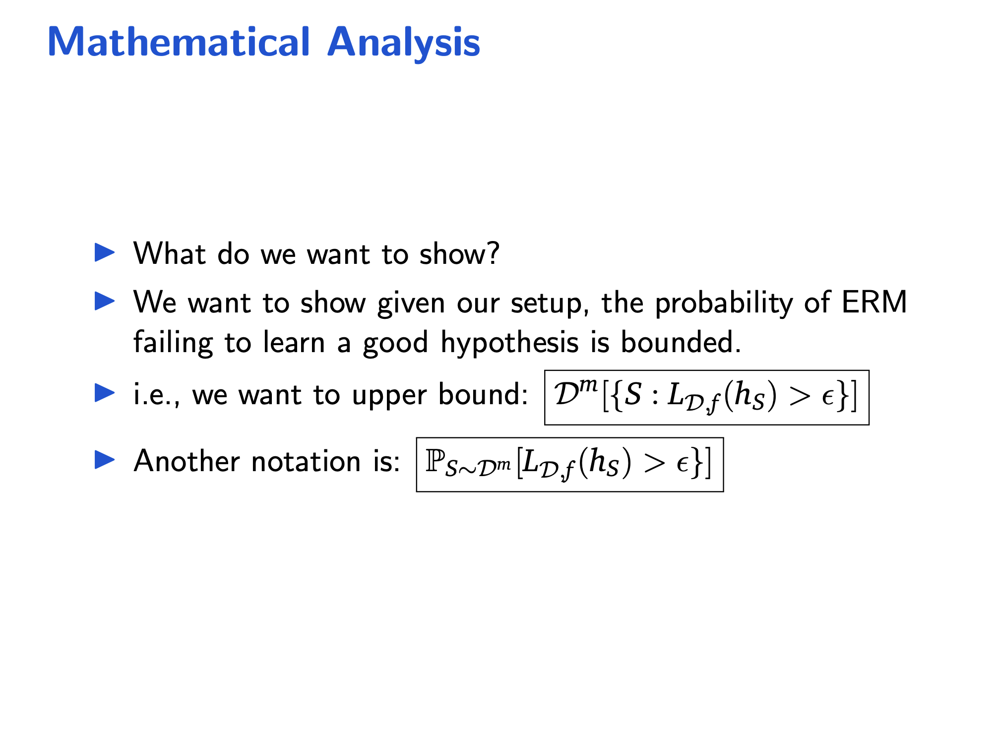 Mathematical Analysis
▶ What do we want to show?
▶ We want to show given our setup, the probability of ERM
failing to learn a good hypothesis is bounded.
▶ i.e., we want to upper bound: $\mathcal{D}^m[\{S : L_{\mathcal{D},f}(h_S) > \epsilon\}]$
▶ Another notation is: $\mathbb{P}_{S \sim \mathcal{D}^m}[L_{\mathcal{D},f}(h_S) > \epsilon\}]$